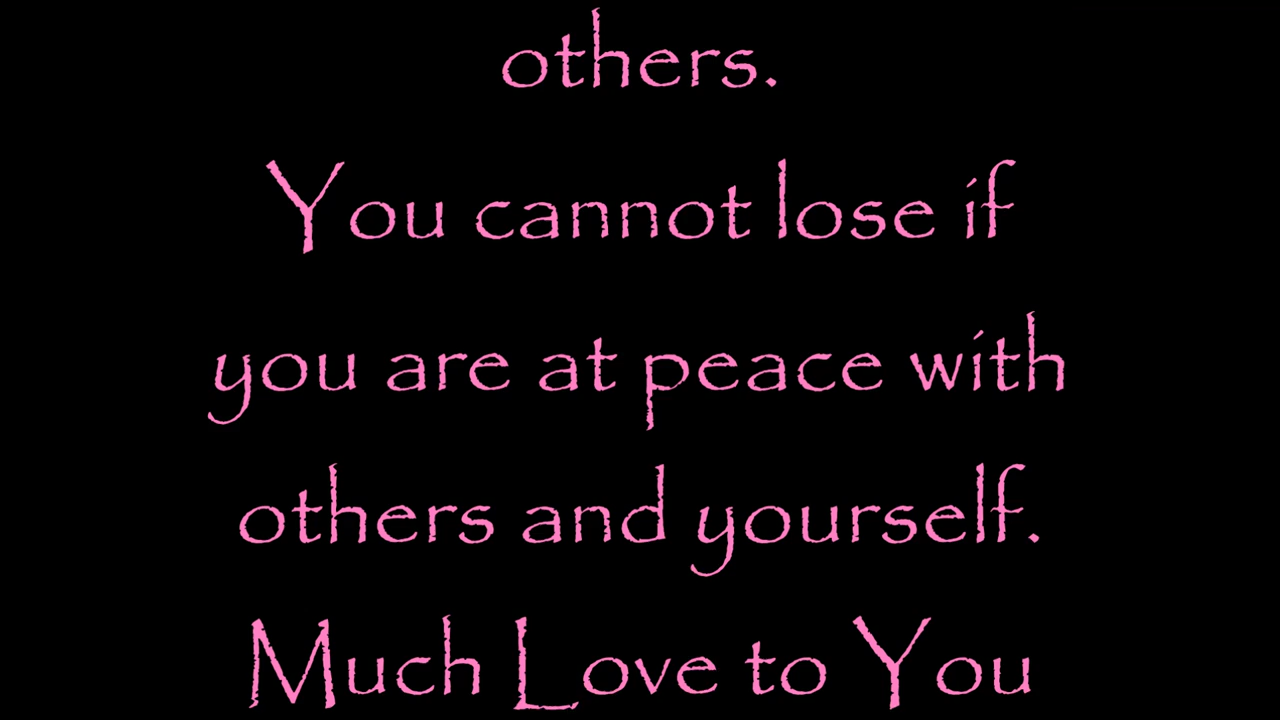 others.
You cannot lose if
you are at peace with
others and yourself.
Much Love to You